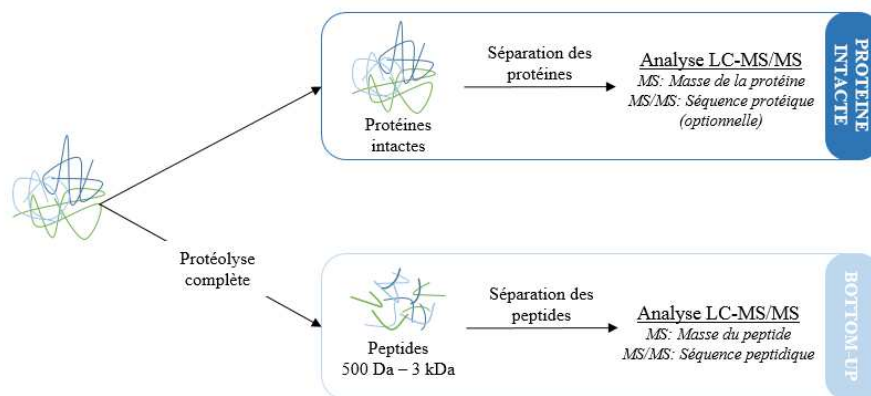 Protéines
intactes
Séparation des
protéines
Analyse LC-MS/MS
MS: Masse de la protéine
MS/MS: Séquence protéique
(optionnelle)
PROTEINE
INTACTE
Protéolyse
complète
Peptides
500 Da – 3 kDa
Séparation des
peptides
Analyse LC-MS/MS
MS: Masse du peptide
MS/MS: Séquence peptidique
BOTTOM-UP